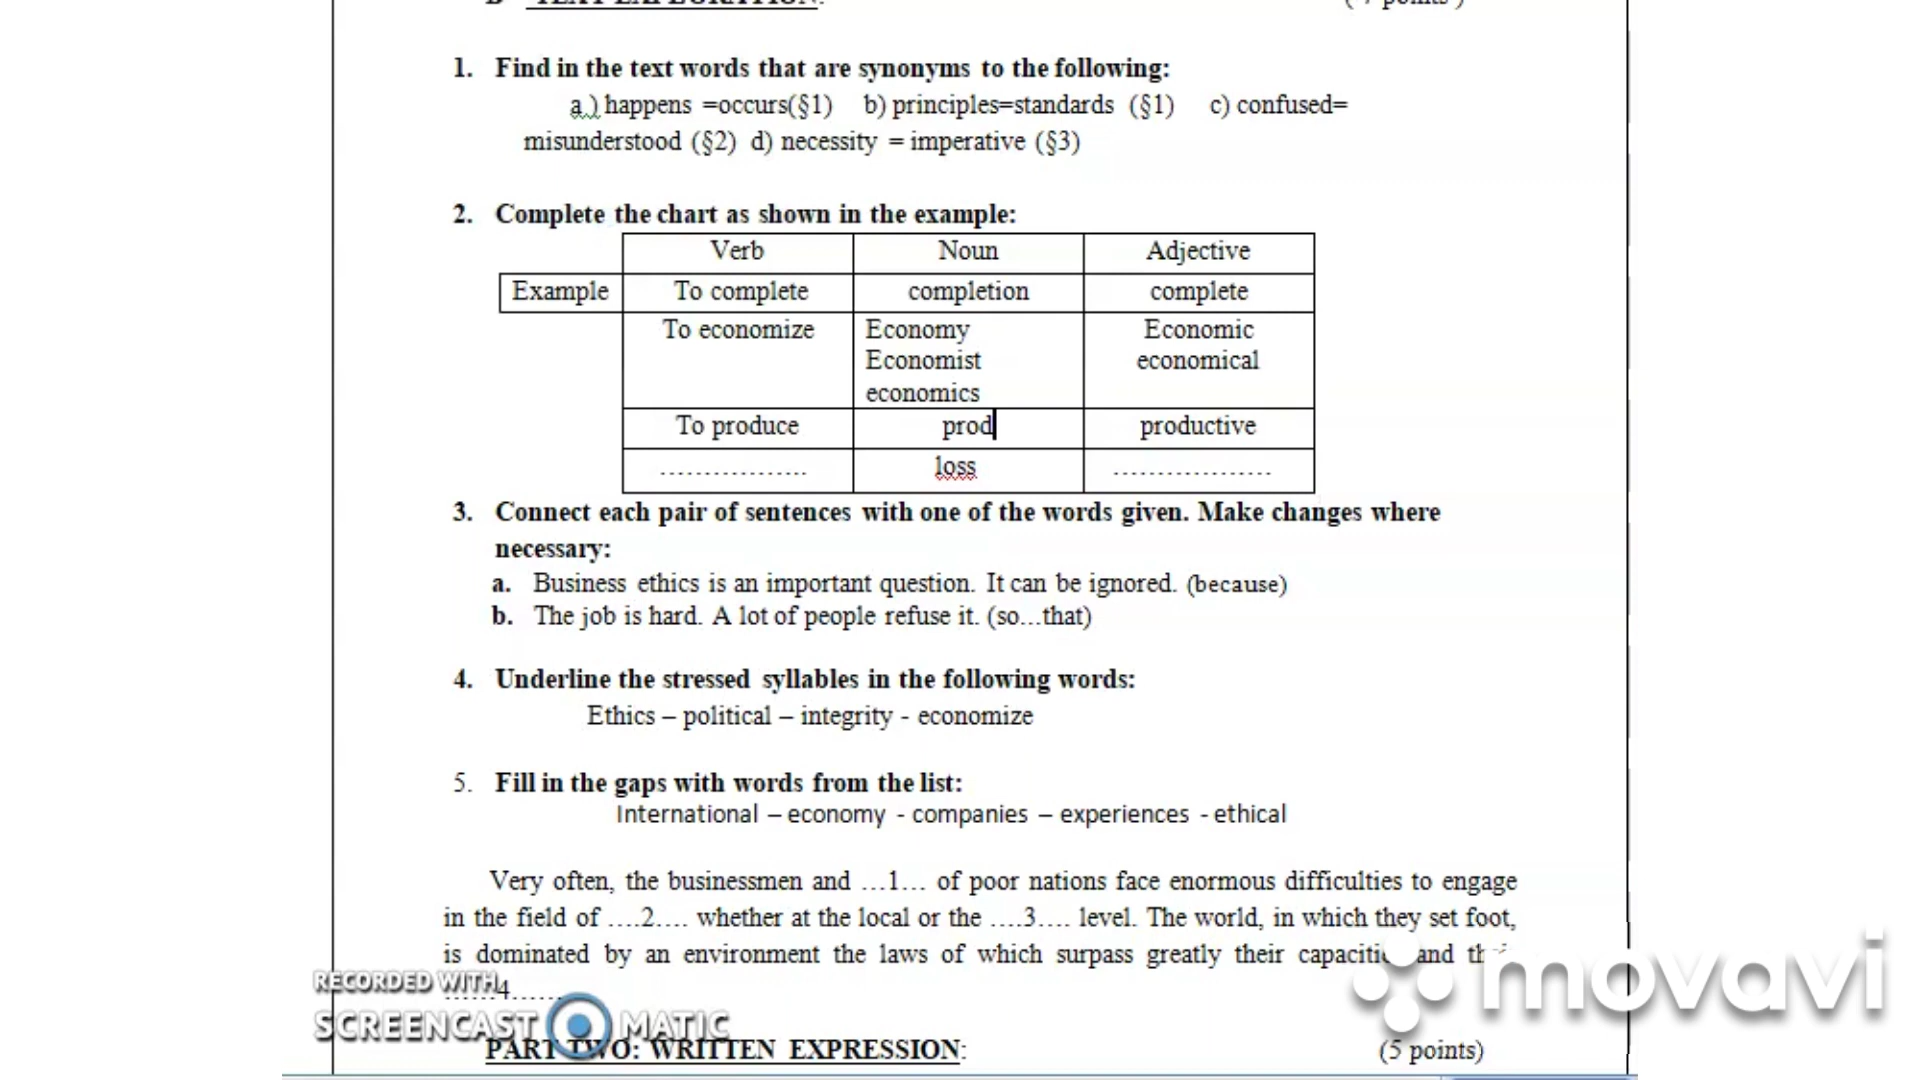 B TEXT EXPLORATION: ( 7 points )
1. Find in the text words that are synonyms to the following:
a.) happens =occurs(§1) b) principles=standards (§1) c) confused=
misunderstood (§2) d) necessity = imperative (§3)
2. Complete the chart as shown in the example:
Verb Noun Adjective
Example To complete completion complete
To economize Economy Economic
Economist economical
economics
To produce prod productive
................. loss ..................
3. Connect each pair of sentences with one of the words given. Make changes where
necessary:
a. Business ethics is an important question. It can be ignored. (because)
b. The job is hard. A lot of people refuse it. (so…that)
4. Underline the stressed syllables in the following words:
Ethics – political – integrity - economize
5. Fill in the gaps with words from the list:
International – economy - companies – experiences - ethical
Very often, the businessmen and …1… of poor nations face enormous difficulties to engage
in the field of ….2…. whether at the local or the ….3…. level. The world, in which they set foot,
is dominated by an environment the laws of which surpass greatly their capacities and their
……4……
RECORDED WITH
SCREENCAST MATIC
movavi
PART TWO: WRITTEN EXPRESSION: (5 points)